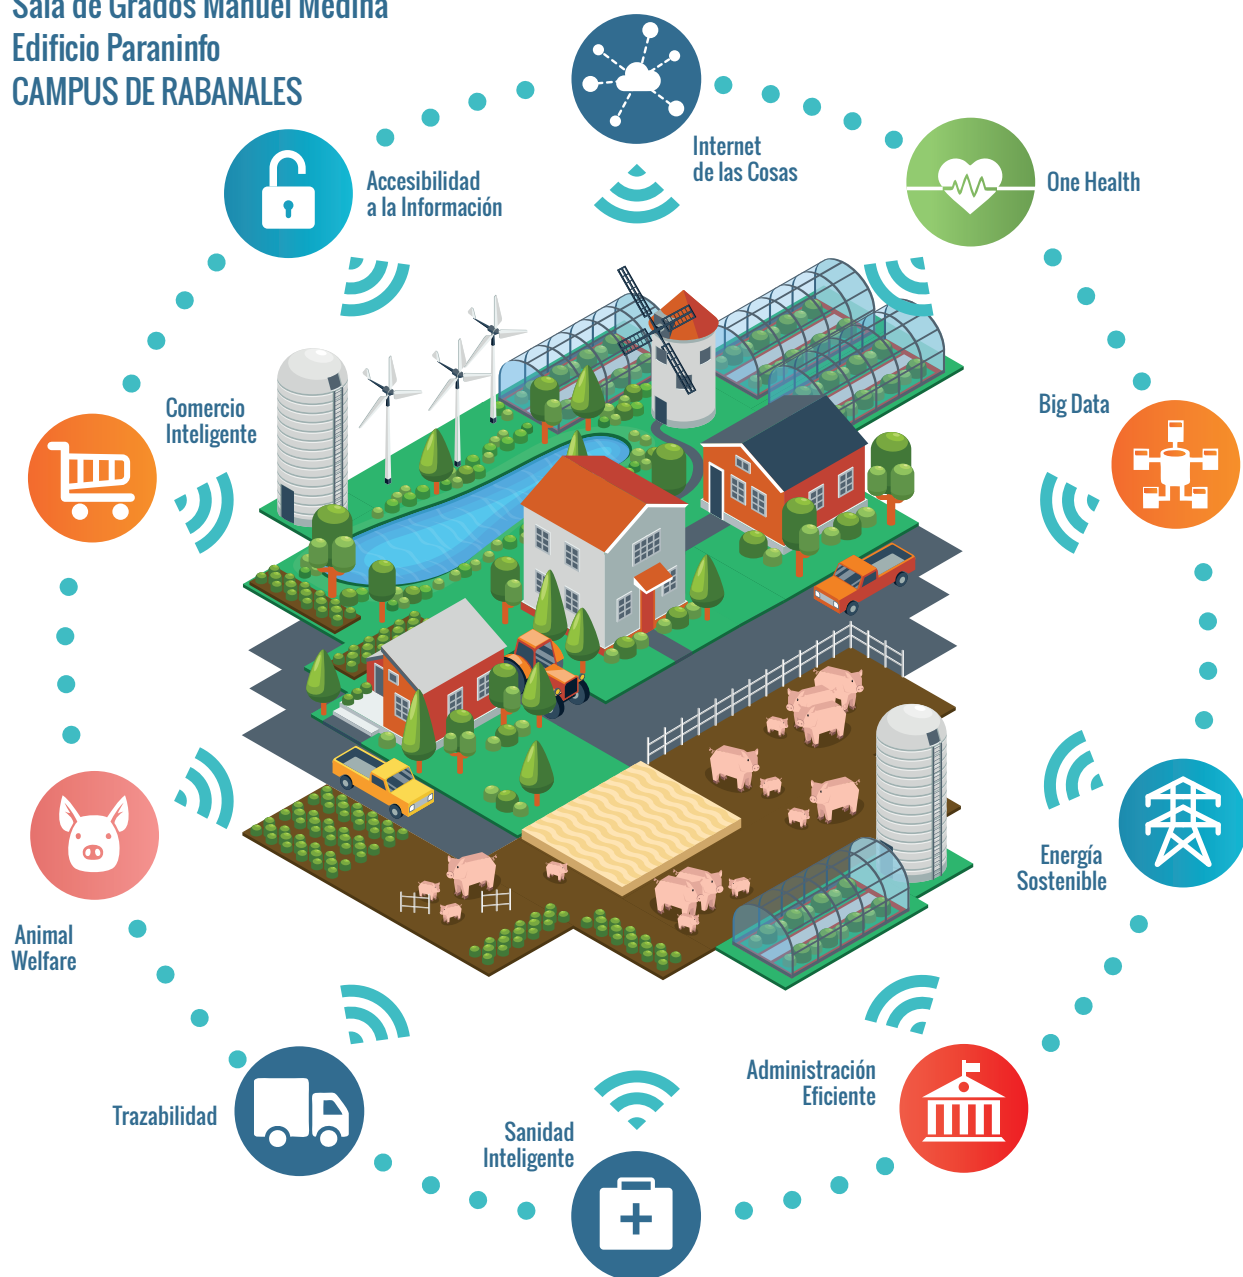 Sala de Grados Manuel Medina
Edificio Paraninfo
CAMPUS DE RABANALES
Internet
de las Cosas
Accesibilidad
a la Información
One Health
Comercio
Inteligente
Big Data
Energía
Sostenible
Animal
Welfare
Administración
Eficiente
Trazabilidad
Sanidad
Inteligente